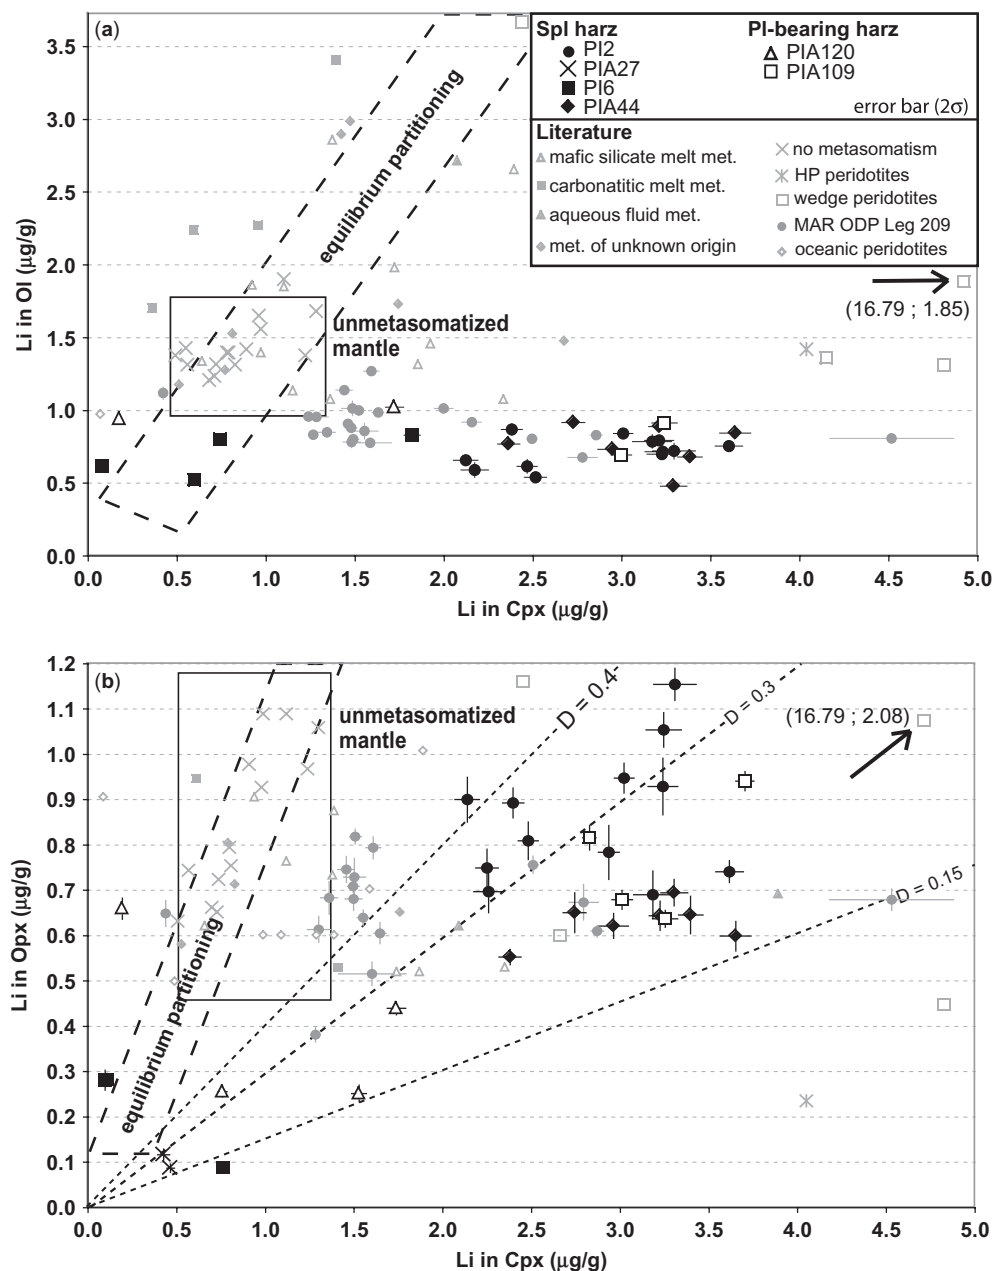 (a)
3.5
3.0
2.5
2.0
1.5
1.0
0.5
0.0
Li in Ol (μg/g)
0.0 0.5 1.0 1.5 2.0 2.5 3.0 3.5 4.0 4.5 5.0
Li in Cpx (μg/g)
equilibrium partitioning
unmetasomatized
mantle
(16.79 ; 1.85)
Spl harz
PI2
PIA27
PI6
PIA44
Pl-bearing harz
PIA120
PIA109
error bar (2σ)
Literature
mafic silicate melt met.
carbonatitic melt met.
aqueous fluid met.
met. of unknown origin
no metasomatism
HP peridotites
wedge peridotites
MAR ODP Leg 209
oceanic peridotites
(b)
1.2
1.1
1.0
0.9
0.8
0.7
0.6
0.5
0.4
0.3
0.2
0.1
0.0
Li in Opx (μg/g)
0.0 0.5 1.0 1.5 2.0 2.5 3.0 3.5 4.0 4.5 5.0
Li in Cpx (μg/g)
equilibrium partitioning
unmetasomatized
mantle
D = 0.4
D = 0.3
D = 0.15
(16.79 ; 2.08)